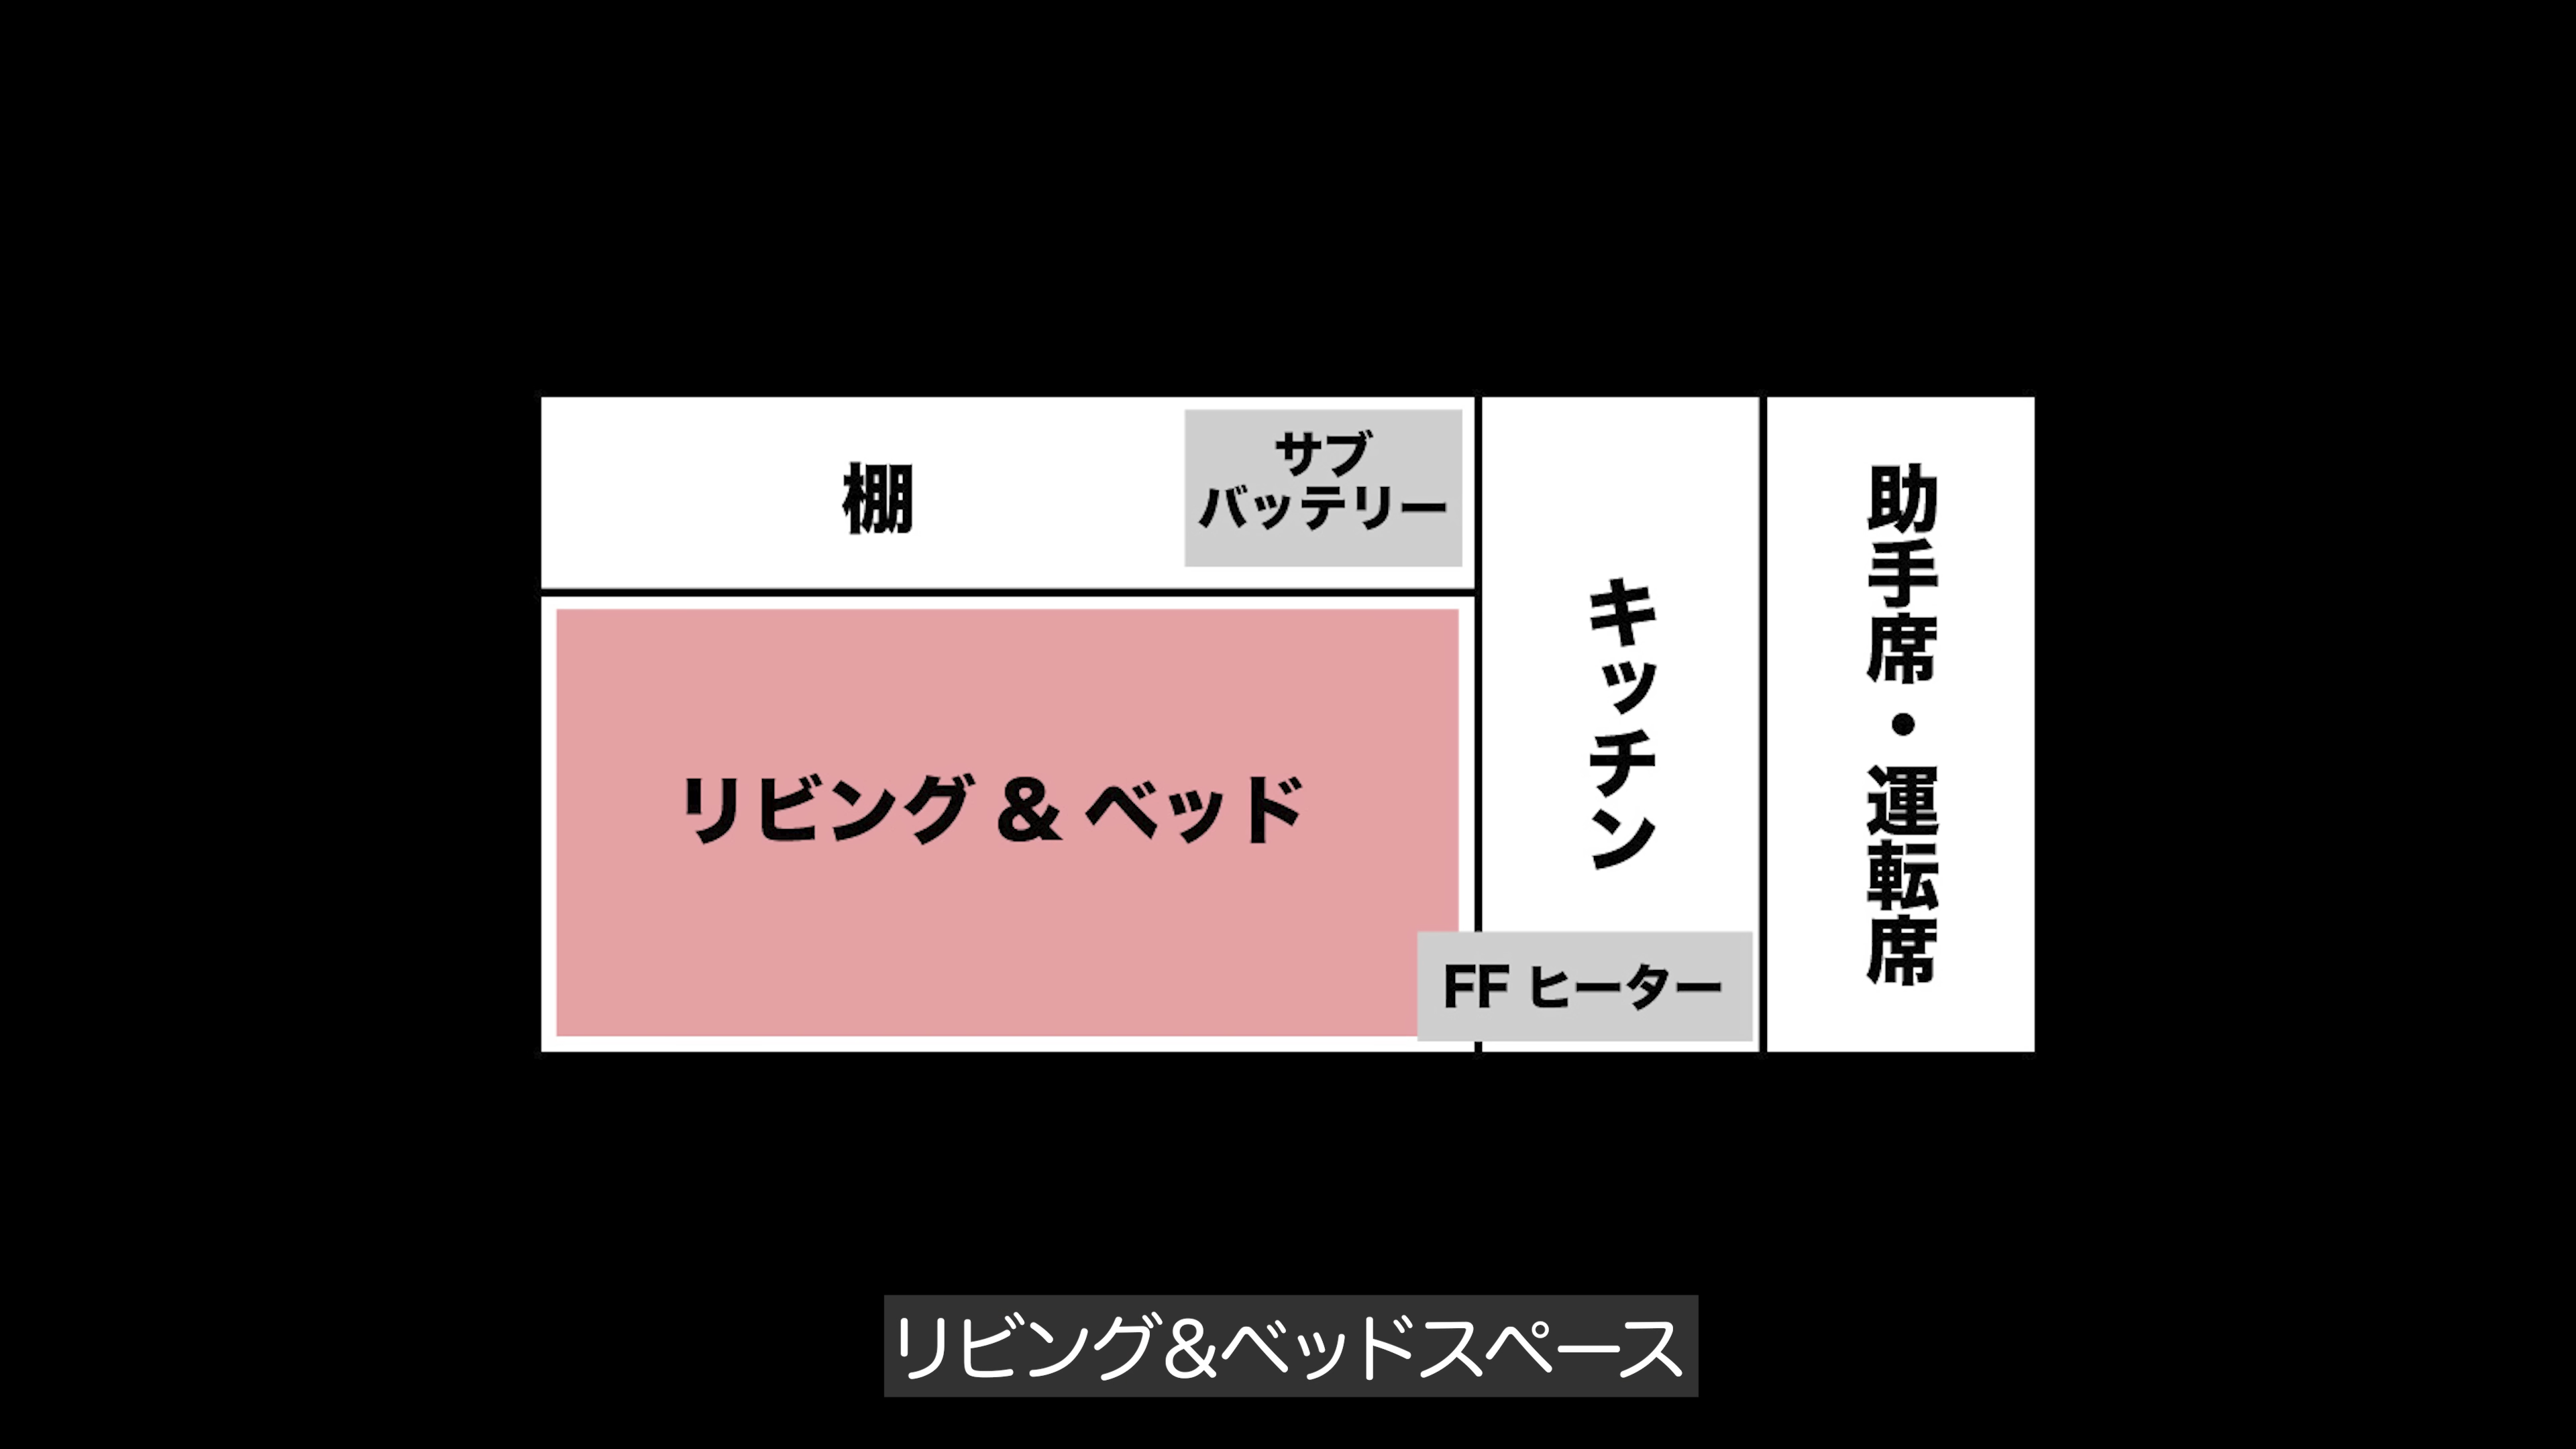 棚
サブ
バッテリー
リビング & ベッド
キッチン
FF ヒーター
助手席・運転席
リビング&ベッドスペース